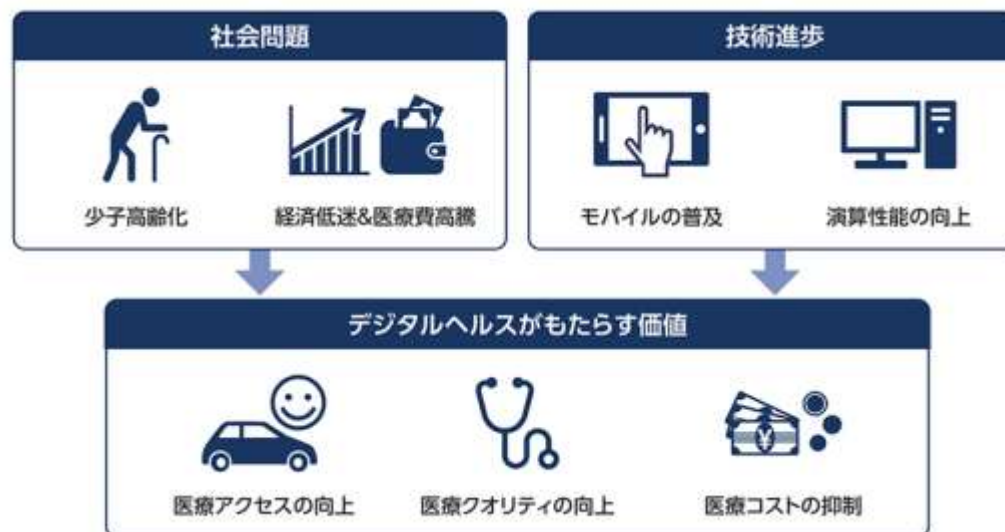 社会問題
技術進歩
少子高齢化
経済低迷&医療費高騰
モバイルの普及
演算性能の向上
デジタルヘルスがもたらす価値
¥
医療アクセスの向上
医療クオリティの向上
医療コストの抑制